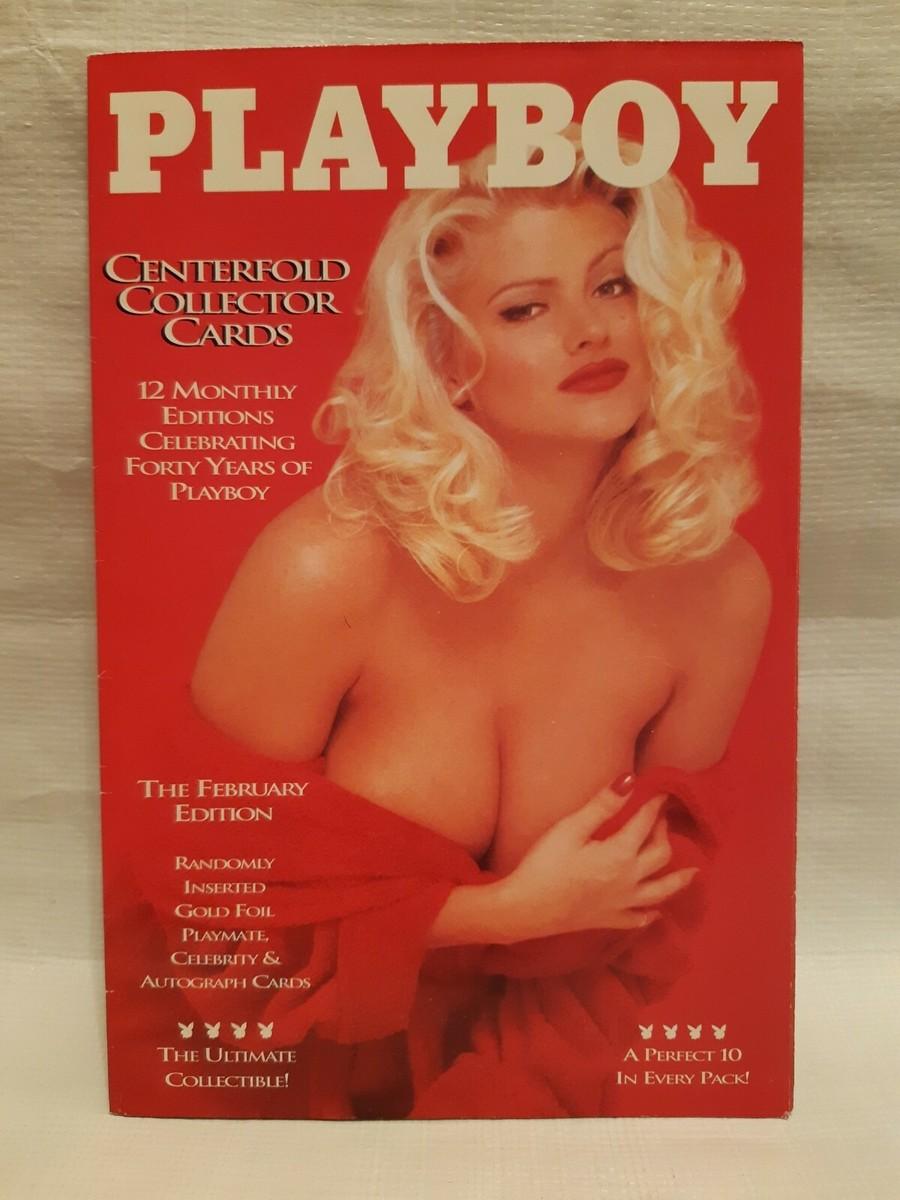 PLAYBOY
CENTERFOLD
COLLECTOR
CARDS
12 MONTHLY
EDITIONS
CELEBRATING
FORTY YEARS OF
PLAYBOY
THE FEBRUARY
EDITION
RANDOMLY
INSERTED
GOLD FOIL
PLAYMATE,
CELEBRITY &
AUTOGRAPH CARDS
THE ULTIMATE
COLLECTIBLE!
A PERFECT 10
IN EVERY PACK!